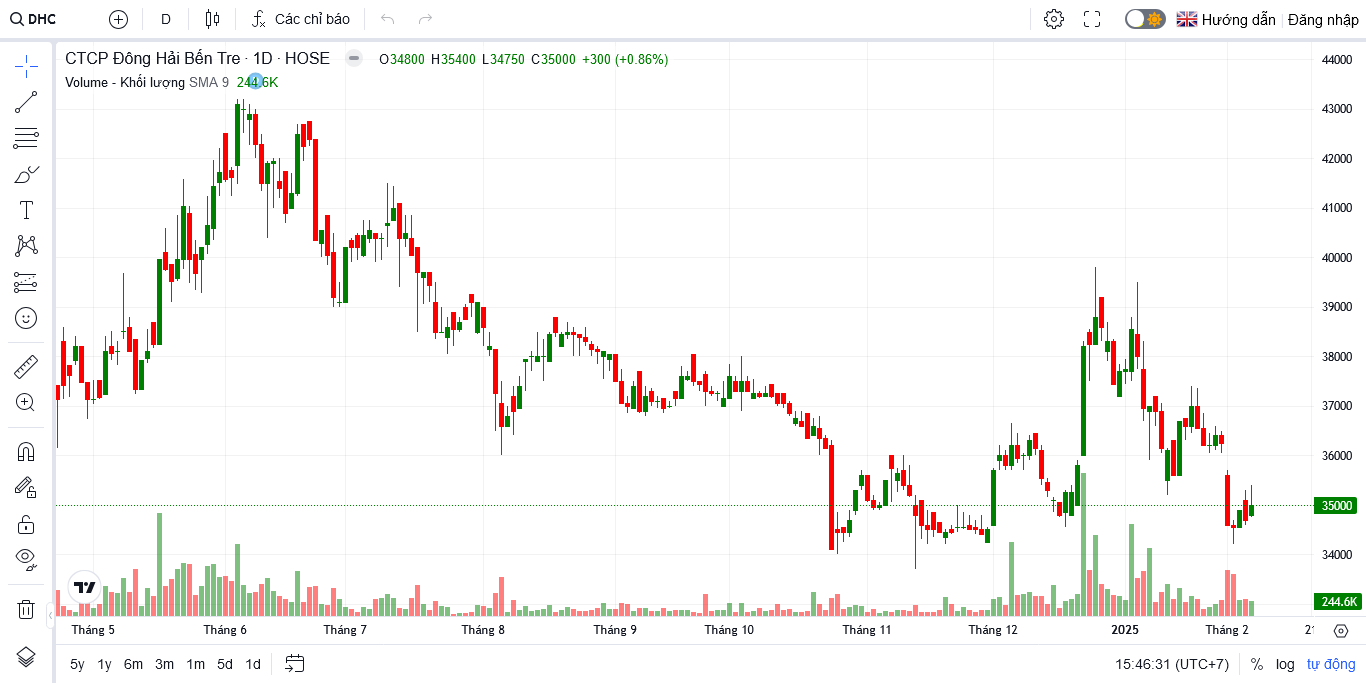 DHC D Các chỉ báo Hướng dẫn Đăng nhập
CTCP Đông Hải Bến Tre · 1D · HOSE O34800 H35400 L34750 C35000 +300 (+0.86%)
Volume - Khối lượng SMA 9 244.6K
44000
43000
42000
41000
40000
39000
38000
37000
36000
35000
34000
244.6K
Tháng 5 Tháng 6 Tháng 7 Tháng 8 Tháng 9 Tháng 10 Tháng 11 Tháng 12 2025 Tháng 2
5y 1y 6m 3m 1m 5d 1d 15:46:31 (UTC+7) % log tự động